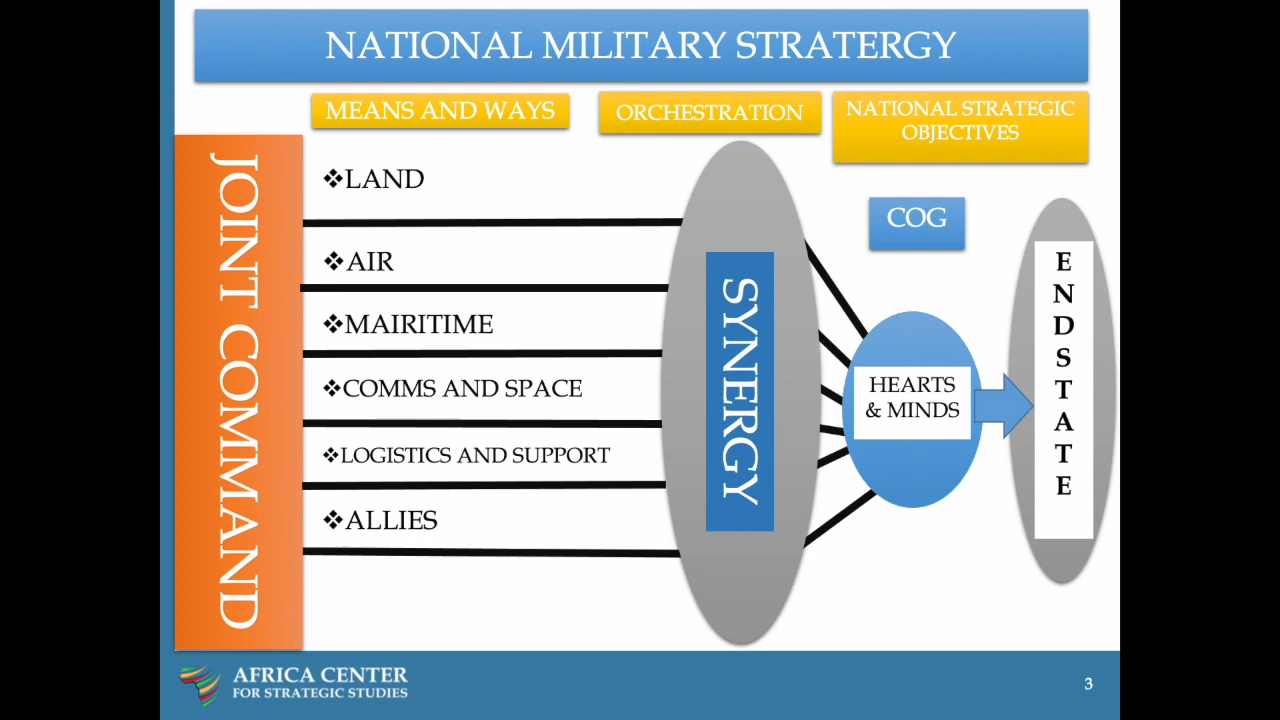 NATIONAL MILITARY STRATERGY
MEANS AND WAYS
ORCHESTRATION
NATIONAL STRATEGIC
OBJECTIVES
JOINT COMMAND
❖LAND
❖AIR
❖MAIRITIME
❖COMMS AND SPACE
❖LOGISTICS AND SUPPORT
❖ALLIES
SYNERGY
COG
HEARTS
& MINDS
ENDSTATE
AFRICA CENTER
FOR STRATEGIC STUDIES
3